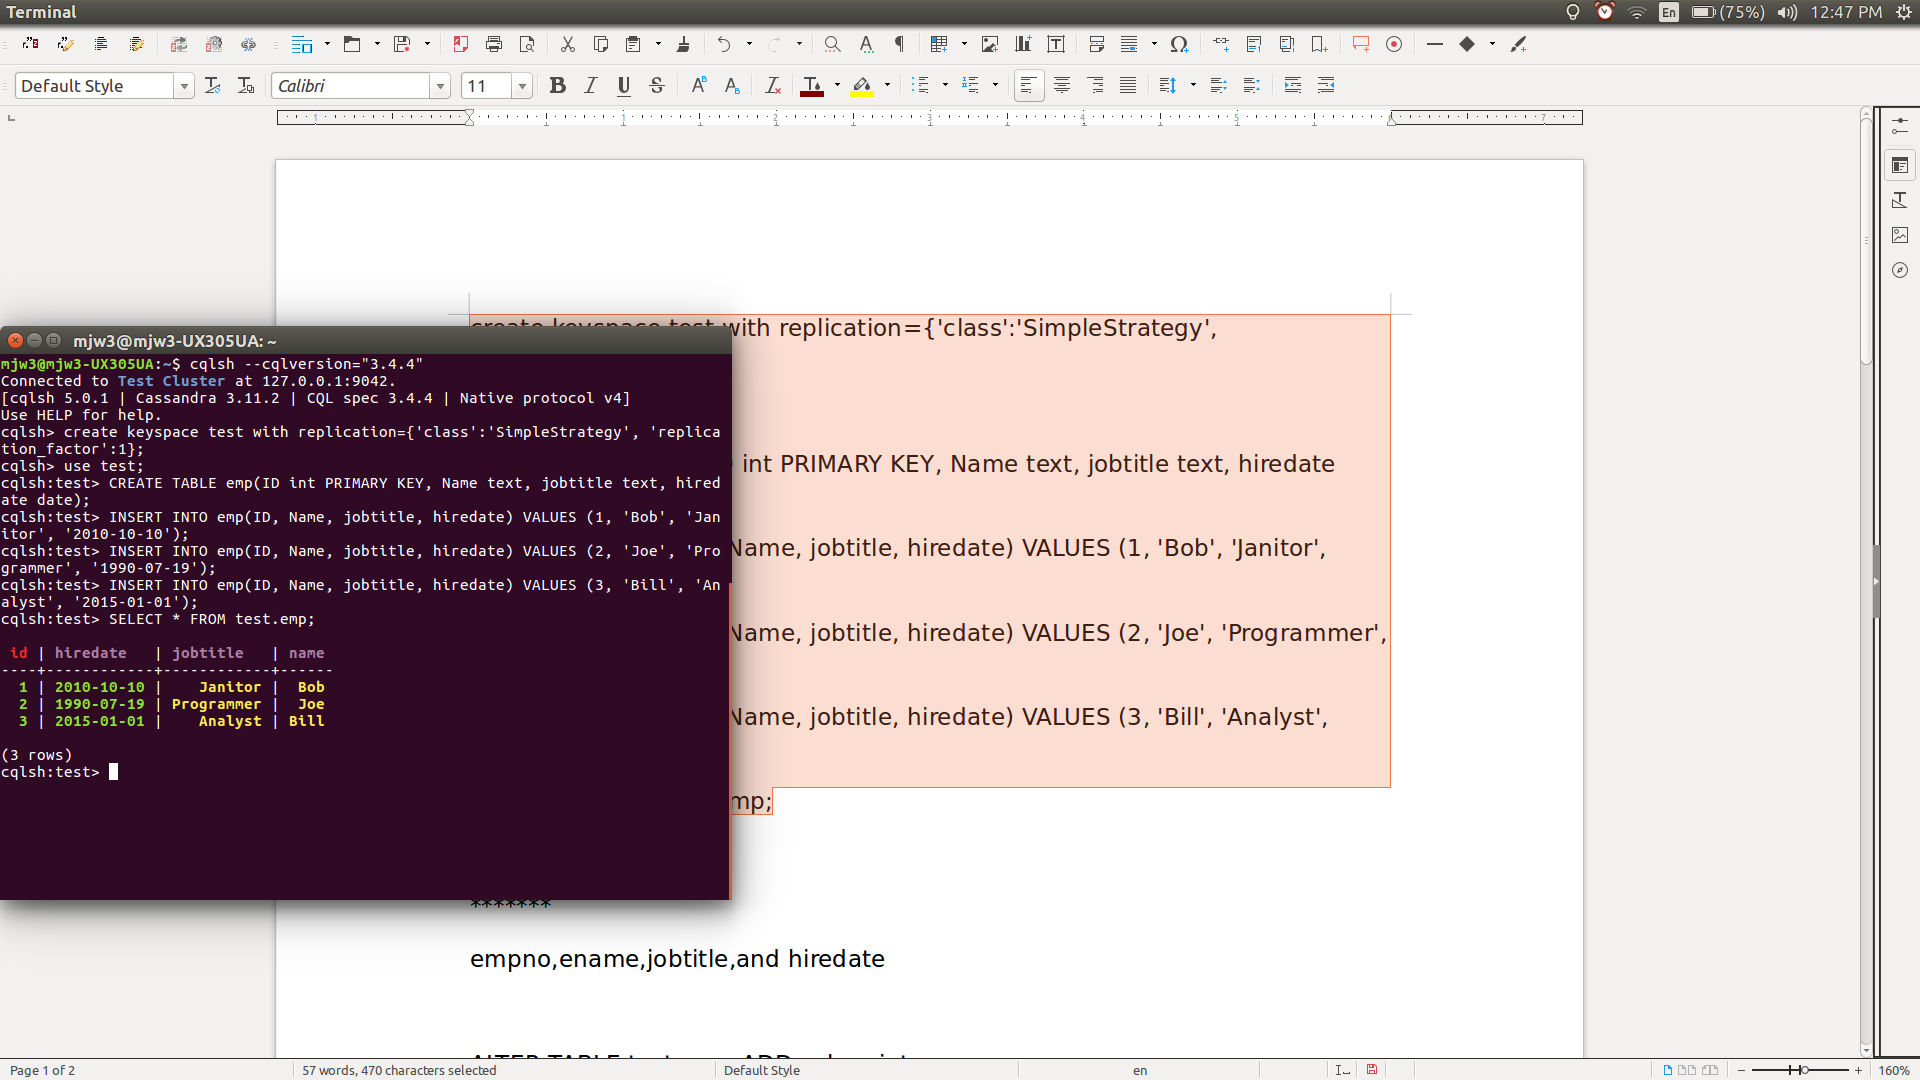 Terminal
En
(75%)
12:47 PM
Default Style
Calibri
11
1 1 2 3 4 5 7
create keyspace test with replication={'class':'SimpleStrategy',
int PRIMARY KEY, Name text, jobtitle text, hiredate
Name, jobtitle, hiredate) VALUES (1, 'Bob', 'Janitor',
Name, jobtitle, hiredate) VALUES (2, 'Joe', 'Programmer',
Name, jobtitle, hiredate) VALUES (3, 'Bill', 'Analyst',
mp;
*******
empno,ename,jobtitle,and hiredate
mjw3@mjw3-UX305UA: ~
mjw3@mjw3-UX305UA:~$ cqlsh --cqlversion="3.4.4"
Connected to Test Cluster at 127.0.0.1:9042.
[cqlsh 5.0.1 | Cassandra 3.11.2 | CQL spec 3.4.4 | Native protocol v4]
Use HELP for help.
cqlsh> create keyspace test with replication={'class':'SimpleStrategy', 'replica
tion_factor':1};
cqlsh> use test;
cqlsh:test> CREATE TABLE emp(ID int PRIMARY KEY, Name text, jobtitle text, hired
ate date);
cqlsh:test> INSERT INTO emp(ID, Name, jobtitle, hiredate) VALUES (1, 'Bob', 'Jan
itor', '2010-10-10');
cqlsh:test> INSERT INTO emp(ID, Name, jobtitle, hiredate) VALUES (2, 'Joe', 'Pro
grammer', '1990-07-19');
cqlsh:test> INSERT INTO emp(ID, Name, jobtitle, hiredate) VALUES (3, 'Bill', 'An
alyst', '2015-01-01');
cqlsh:test> SELECT * FROM test.emp;
id | hiredate | jobtitle | name
----+------------+------------+------
1 | 2010-10-10 | Janitor | Bob
2 | 1990-07-19 | Programmer | Joe
3 | 2015-01-01 | Analyst | Bill
(3 rows)
cqlsh:test>
Page 1 of 2
57 words, 470 characters selected
Default Style
en
160%